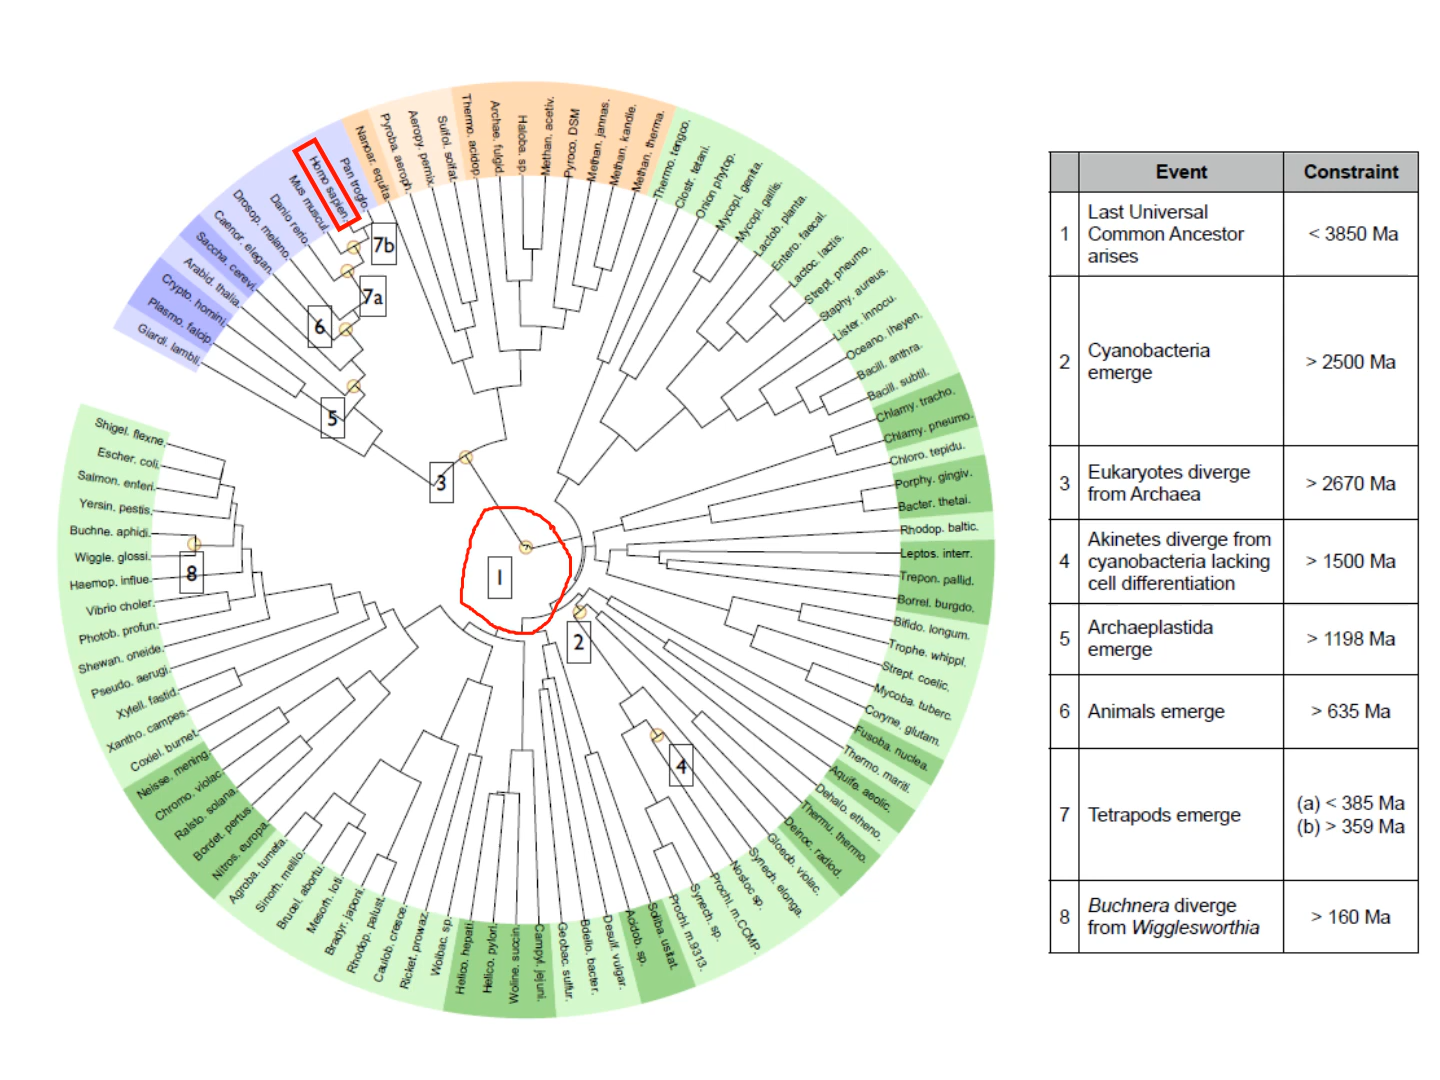 Nanoar. equita.
Pyroba. aeroph.
Aeropy. pernix.
Sulfol. solfat.
Thermo. acidop.
Archae. fulgid.
Haloba. sp.
Methan. acetiv.
Pyroco. DSM
Methan. jannas.
Methan. kandle.
Methan. therma.
Thermo. tengco.
Clostr. tetani.
Onion phytop.
Mycopl. genita.
Mycopl. gallis.
Lactob. planta.
Entero. faecal.
Lactoc. lactis.
Strept. pneumo.
Staphy. aureus.
Lister. innocu.
Oceano. iheyen.
Bacill. anthra.
Bacill. subtil.
Chlamy. tracho.
Chlamy. pneumo.
Chloro. tepidu.
Porphy. gingiv.
Bacter. thetai.
Rhodop. baltic.
Leptos. interr.
Trepon. pallid.
Borrel. burgdo.
Bifido. longum.
Trophe. whippl.
Strept. coelic.
Mycoba. tuberc.
Coryne. glutam.
Fusoba. nuclea.
Thermo. mariti.
Aquife. aeolic.
Dehalo. etheno.
Thermu. thermo.
Deinoc. radiod.
Gloeob. violac.
Synech. elonga.
Nostoc sp.
Prochl. m.CCMP.
Synech. sp.
Prochl. m.9313.
Soliba. usitat.
Acidob. sp.
Desulf. vulgar.
Bdello. bacter.
Geobac. sulfur.
Campyl. jejuni.
Woline. succin.
Helico. pylori.
Helico. hepati.
Wolbac. sp.
Ricket. prowaz.
Caulob. cresce.
Rhodop. palust.
Bradyr. japoni.
Mesorh. loti.
Brucel. abortu.
Sinorh. melilo.
Agroba. tumefa.
Nitros. europa.
Bordet. pertus.
Ralsto. solana.
Chromo. violac.
Neisse. mening.
Coxiel. burnet.
Xantho. campes.
Xylell. fastid.
Pseudo. aerugi.
Shewan. oneide.
Photob. profun.
Vibrio choler.
Haemop. influe.
Wiggle. glossi.
Buchne. aphidi.
Yersin. pestis.
Salmon. enteri.
Escher. coli.
Shigel. flexne.
Giardi. lambli.
Plasmo. falcip.
Crypto. homini.
Arabid. thalia.
Saccha. cerevi.
Caenor. elegan.
Drosop. melano.
Danio rerio.
Mus muscul.
Homo sapien.
Pan troglo.
7b
7a
6
5
3
1
2
4
8
Event Constraint
1 Last Universal
Common Ancestor
arises
< 3850 Ma
2 Cyanobacteria
emerge
> 2500 Ma
3 Eukaryotes diverge
from Archaea
> 2670 Ma
4 Akinetes diverge from
cyanobacteria lacking
cell differentiation
> 1500 Ma
5 Archaeplastida
emerge
> 1198 Ma
6 Animals emerge > 635 Ma
7 Tetrapods emerge
(a) < 385 Ma
(b) > 359 Ma
8 Buchnera diverge
from Wigglesworthia
> 160 Ma